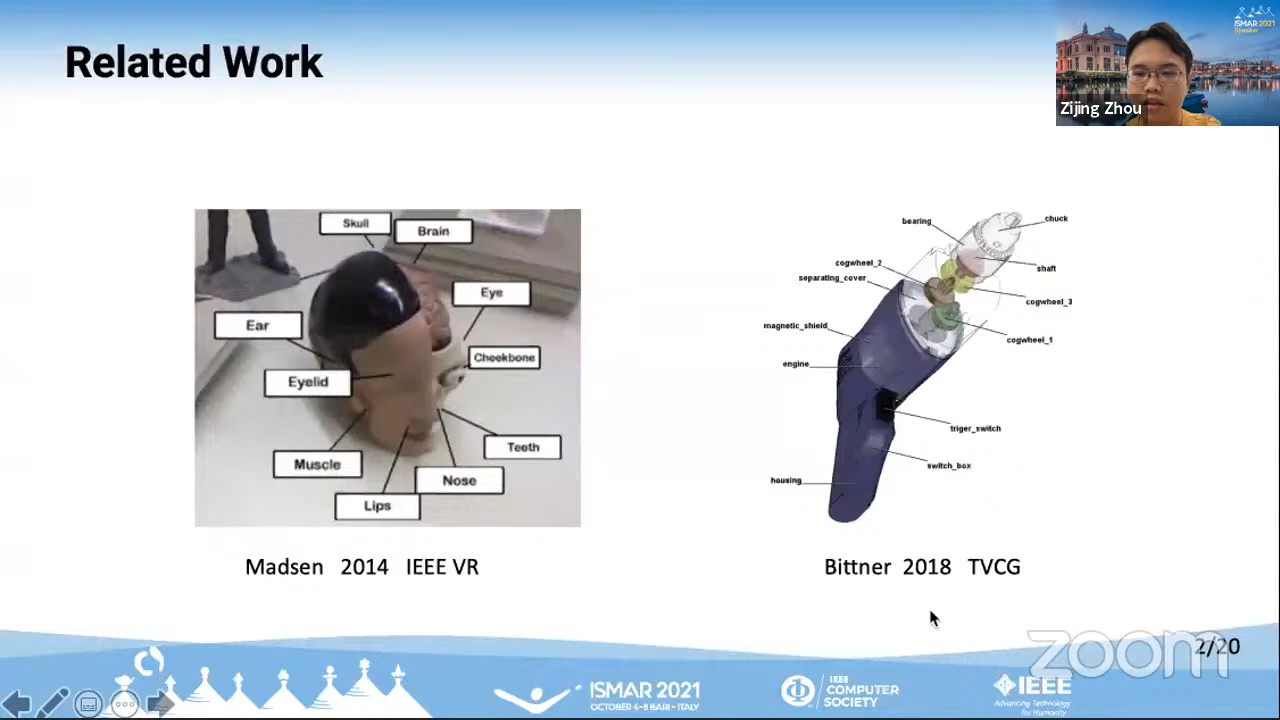 Related Work
ISMAR 2021
Speaker
Zijing Zhou
Skull
Brain
Eye
Ear
Cheekbone
Eyelid
Teeth
Muscle
Nose
Lips
bearing
chuck
cogwheel_2
shaft
separating_cover
cogwheel_3
magnetic_shield
cogwheel_1
engine
triger_switch
switch_box
housing
Madsen 2014 IEEE VR
Bittner 2018 TVCG
zoom
2/20
ISMAR 2021
OCTOBER 4-8 BARI - ITALY
IEEE
COMPUTER
SOCIETY
IEEE
Advancing Technology
for Humanity